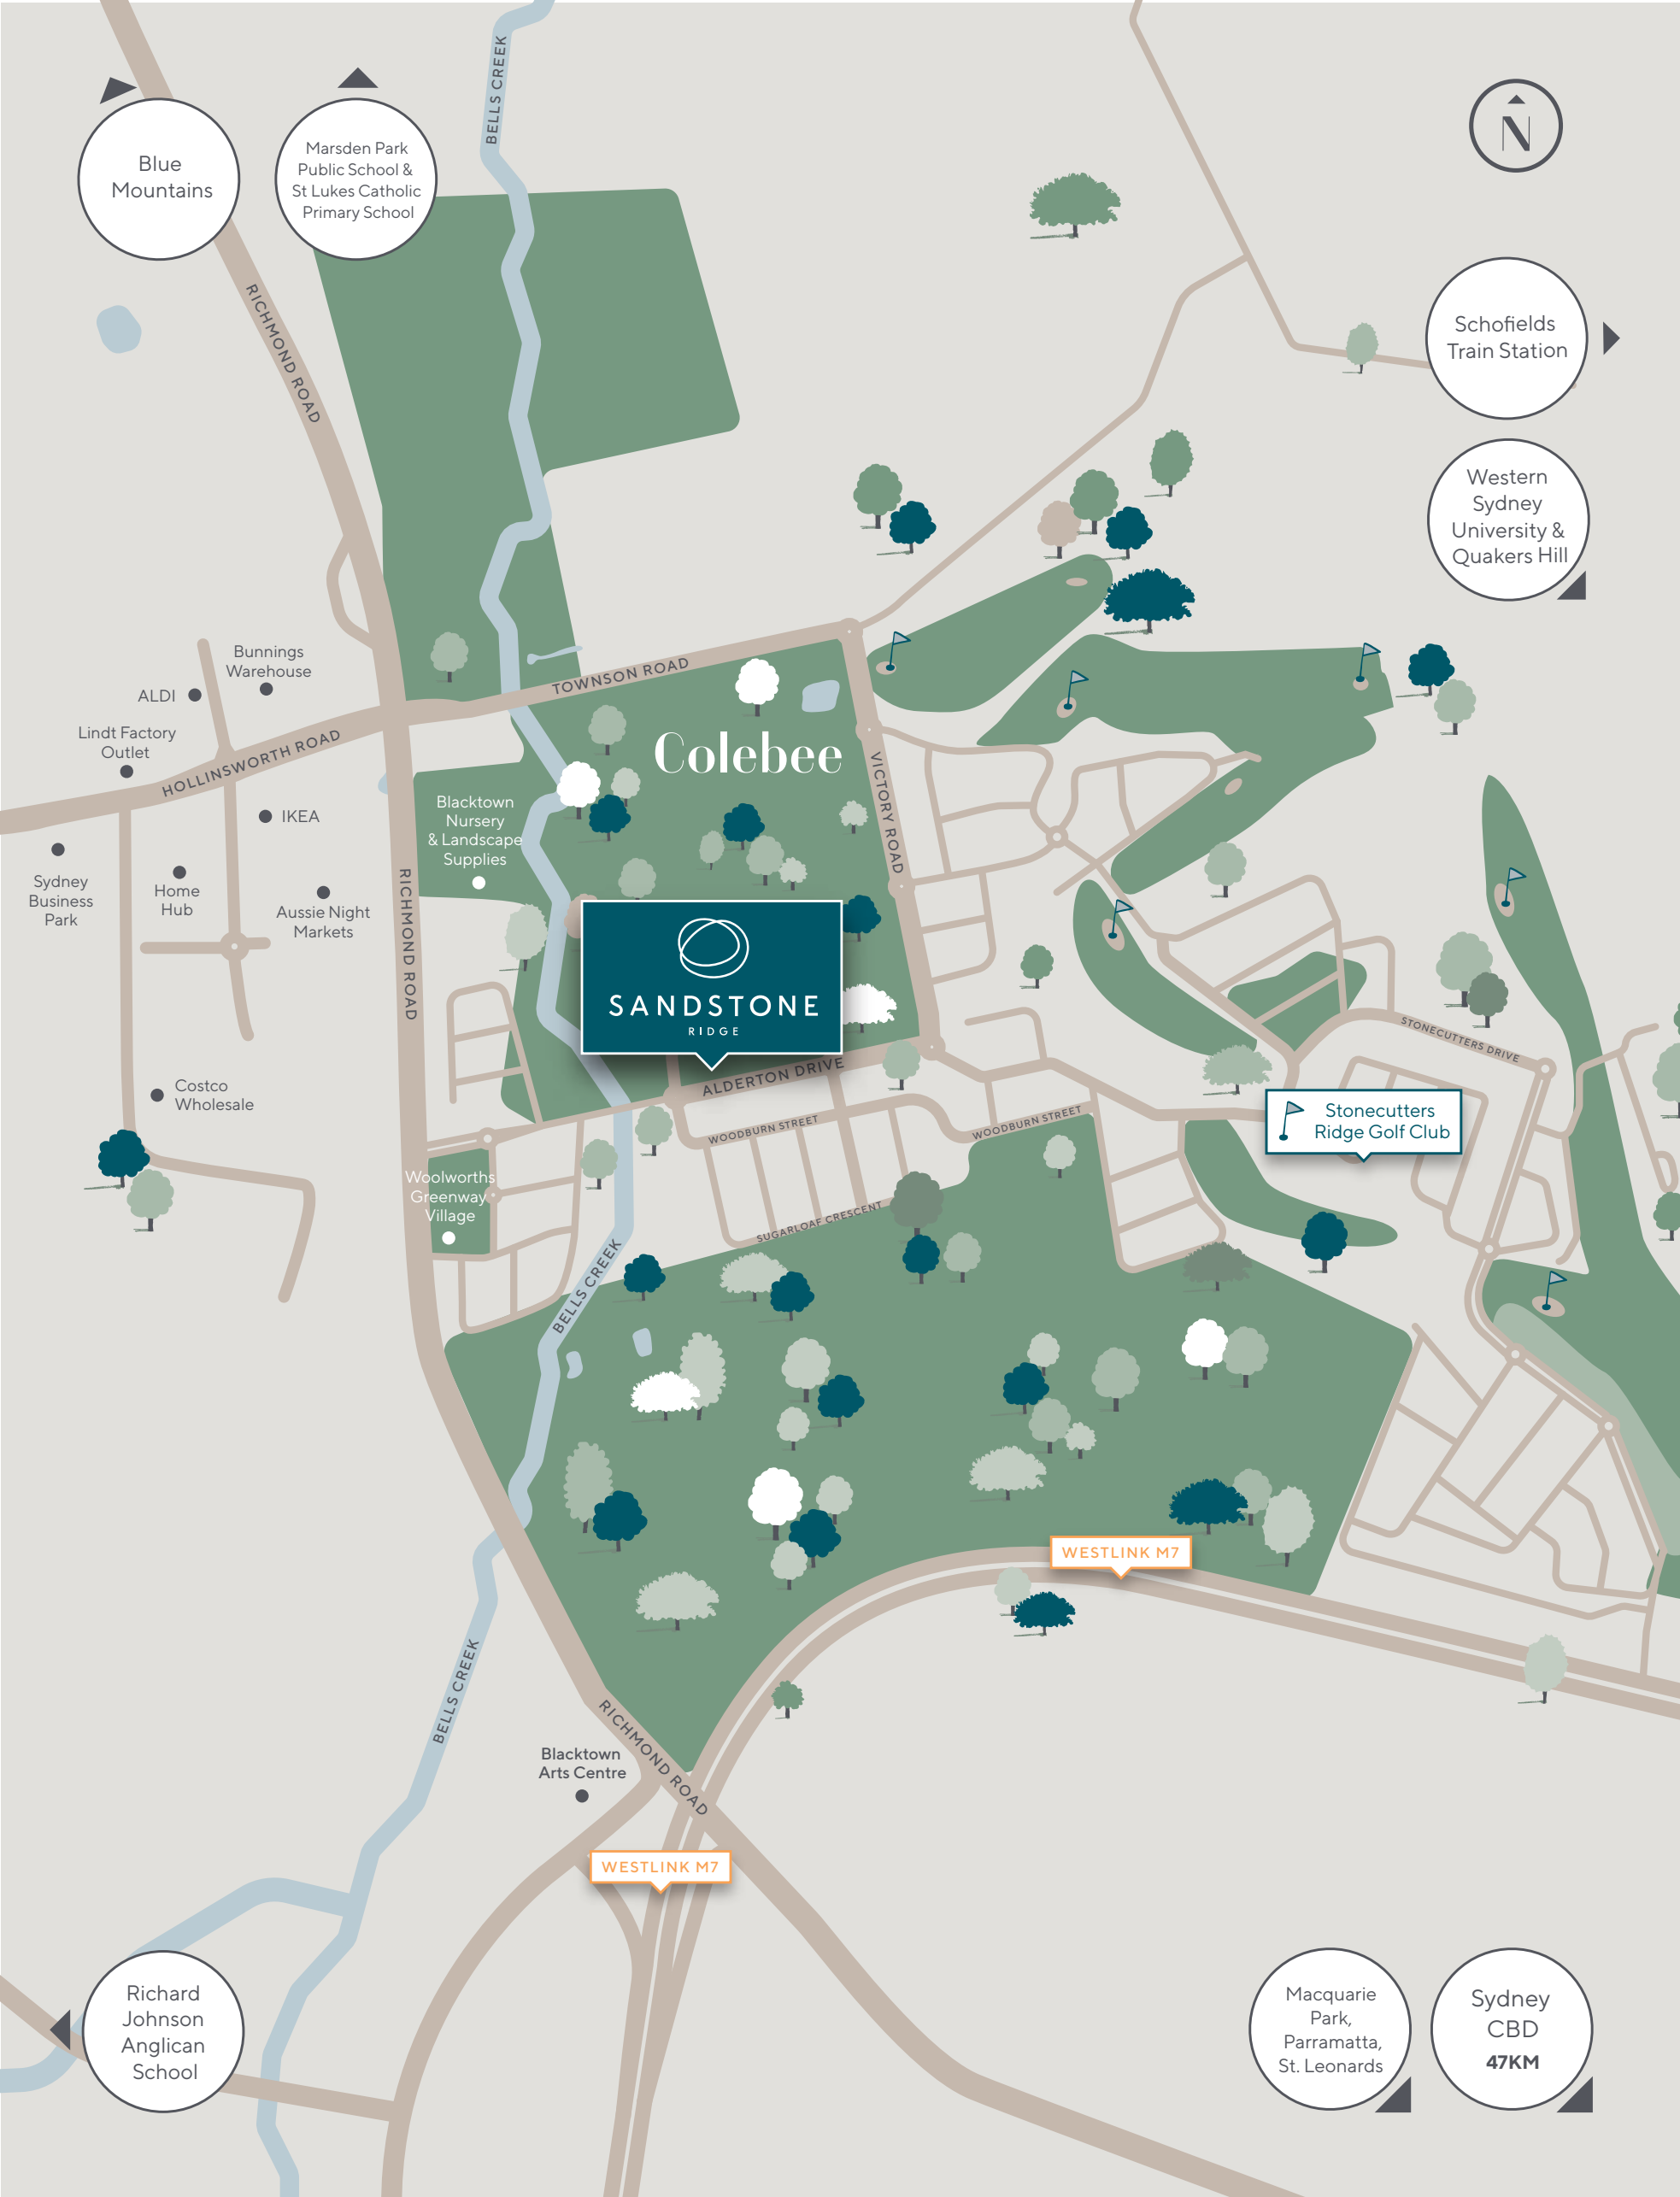 BELLS CREEK
Blue
Mountains
Marsden Park
Public School &
St Lukes Catholic
Primary School
N
RICHMOND ROAD
Schofields
Train Station
Western
Sydney
University &
Quakers Hill
Bunnings
Warehouse
ALDI
Lindt Factory
Outlet
HOLLINSWORTH ROAD
TOWNSON ROAD
Colebee
VICTORY ROAD
Blacktown
Nursery
& Landscape
Supplies
IKEA
Sydney
Business
Park
Home
Hub
Aussie Night
Markets
RICHMOND ROAD
SANDSTONE
RIDGE
ALDERTON DRIVE
STONECUTTERS DRIVE
Costco
Wholesale
WOODBURN STREET
WOODBURN STREET
Stonecutters
Ridge Golf Club
Woolworths
Greenway
Village
SUGARLOAF CRESCENT
BELLS CREEK
WESTLINK M7
BELLS CREEK
RICHMOND ROAD
Blacktown
Arts Centre
WESTLINK M7
Richard
Johnson
Anglican
School
Macquarie
Park,
Parramatta,
St. Leonards
Sydney
CBD
47KM